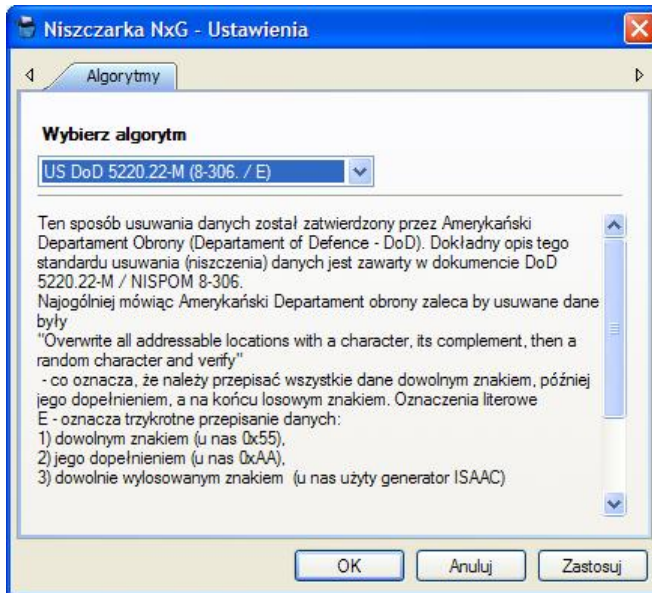 Niszczarka NxG - Ustawienia
Algorytmy
Wybierz algorytm
US DoD 5220.22-M (8-306. / E)
Ten sposób usuwania danych został zatwierdzony przez Amerykański
Departament Obrony (Departament of Defence - DoD). Dokładny opis tego
standardu usuwania (niszczenia) danych jest zawarty w dokumencie DoD
5220.22-M / NISPOM 8-306.
Najogólniej mówiąc Amerykański Departament obrony zaleca by usuwane dane
były
"Overwrite all addressable locations with a character, its complement, then a
random character and verify"
- co oznacza, że należy przepisać wszystkie dane dowolnym znakiem, później
jego dopełnieniem, a na końcu losowym znakiem. Oznaczenia literowe
E - oznacza trzykrotne przepisanie danych:
1) dowolnym znakiem (u nas 0x55),
2) jego dopełnieniem (u nas 0xAA),
3) dowolnie wylosowanym znakiem (u nas użyty generator ISAAC)
OK
Anuluj
Zastosuj